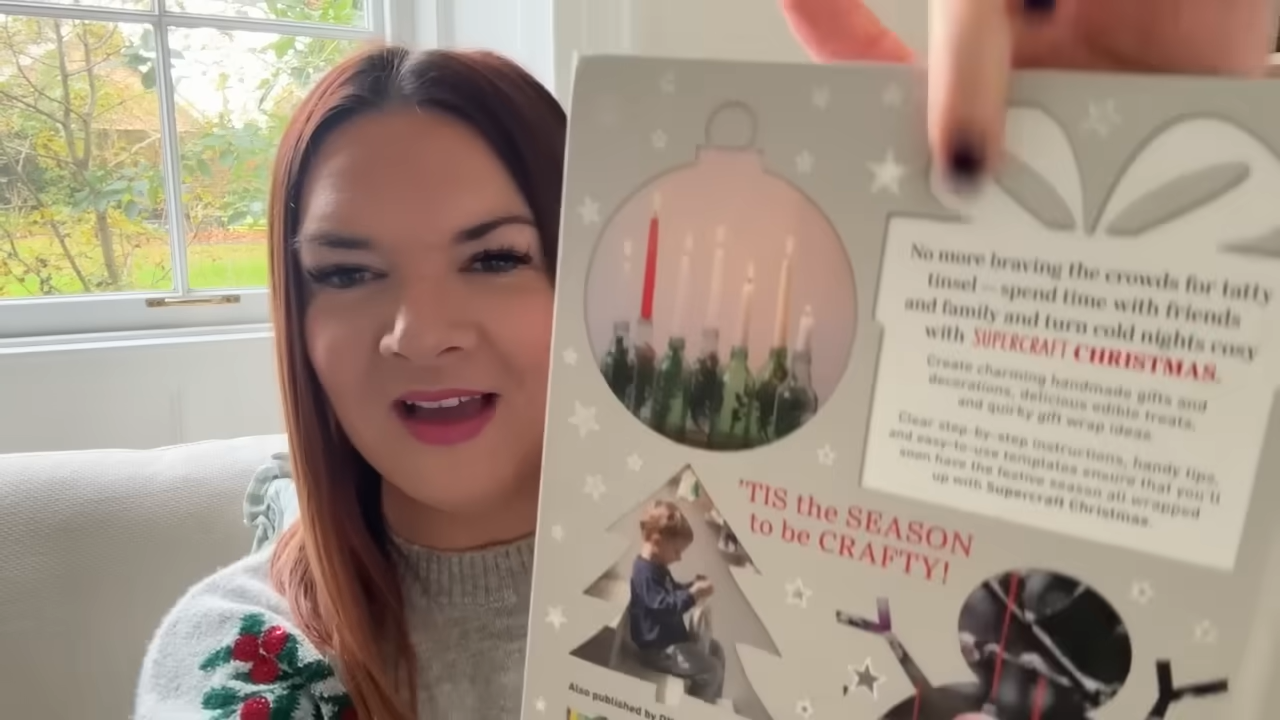 No more braving the crowds for tatty
tinsel – spend time with friends
and family and turn cold nights cosy
with SUPERCRAFT CHRISTMAS.
Create charming handmade gifts and
decorations, delicious edible treats,
and quirky gift wrap ideas.
Clear step-by-step instructions, handy tips,
and easy-to-use templates ensure that you'll
soon have the festive season all wrapped
up with Supercraft Christmas.
'TIS the SEASON
to be CRAFTY!
Also published by